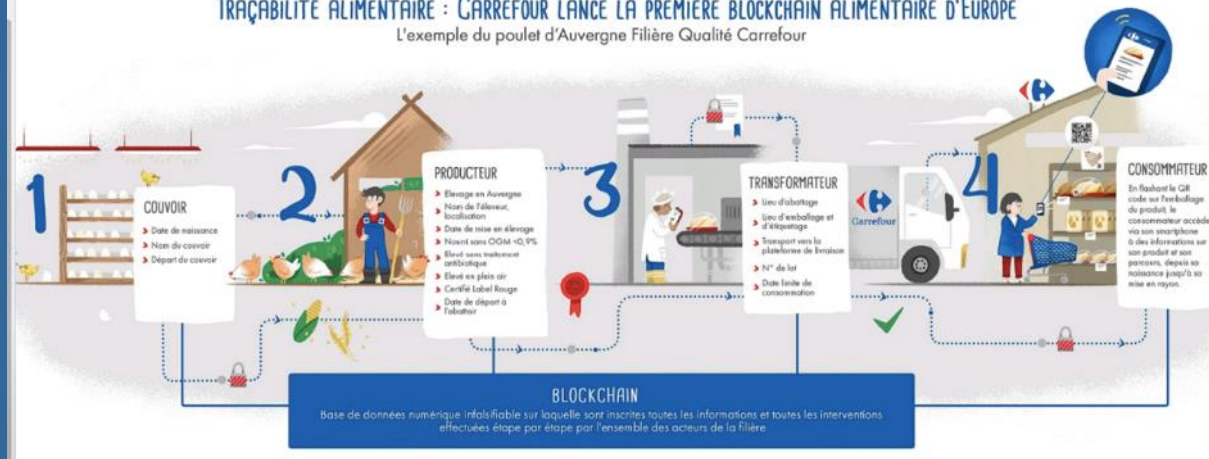 TRAÇABILITÉ ALIMENTAIRE : CARREFOUR LANCE LA PREMIÈRE BLOCKCHAIN ALIMENTAIRE D'EUROPE
L'exemple du poulet d'Auvergne Filière Qualité Carrefour
1
COUVOIR
Date de naissance
Nom du couvoir
Départ du couvoir
2
PRODUCTEUR
Elevage en Auvergne
Nom de l'éleveur,
localisation
Date de mise en élevage
Nourri sans OGM <0,9%
Elevé sans traitement
antibiotique
Elevé en plein air
Certifié Label Rouge
Date de départ à
l'abattoir
3
TRANSFORMATEUR
Lieu d'abattage
Lieu d'emballage et
d'étiquetage
Transport vers la
plateforme de livraison
N° de lot
Date limite de
consommation
Carrefour
4
CONSOMMATEUR
En flashant le QR
code sur l'emballage
du produit, le
consommateur accède
via son smartphone
à des informations sur
son produit et son
parcours, depuis sa
naissance jusqu'à sa
mise en rayon.
BLOCKCHAIN
Base de données numérique infalsifiable sur laquelle sont inscrites toutes les informations et toutes les interventions
effectuées étape par étape par l'ensemble des acteurs de la filière